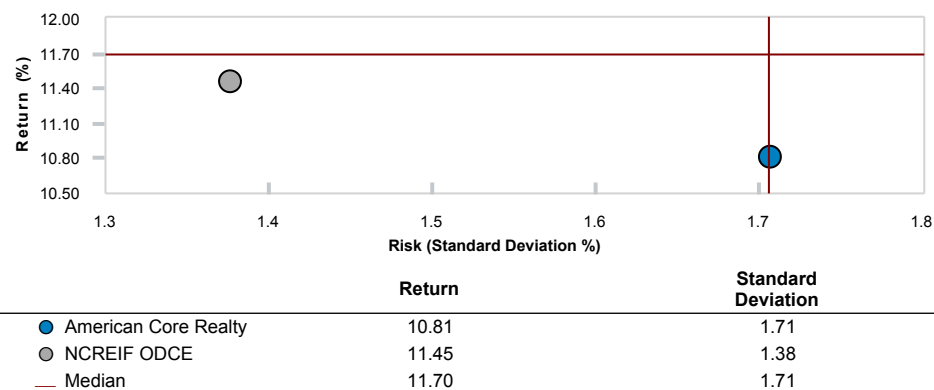 12.00
11.70
11.40
11.10
10.80
10.50
Return (%)
1.3 1.4 1.5 1.6 1.7 1.8
Risk (Standard Deviation %)
Return Standard
Deviation
American Core Realty 10.81 1.71
NCREIF ODCE 11.45 1.38
Median 11.70 1.71